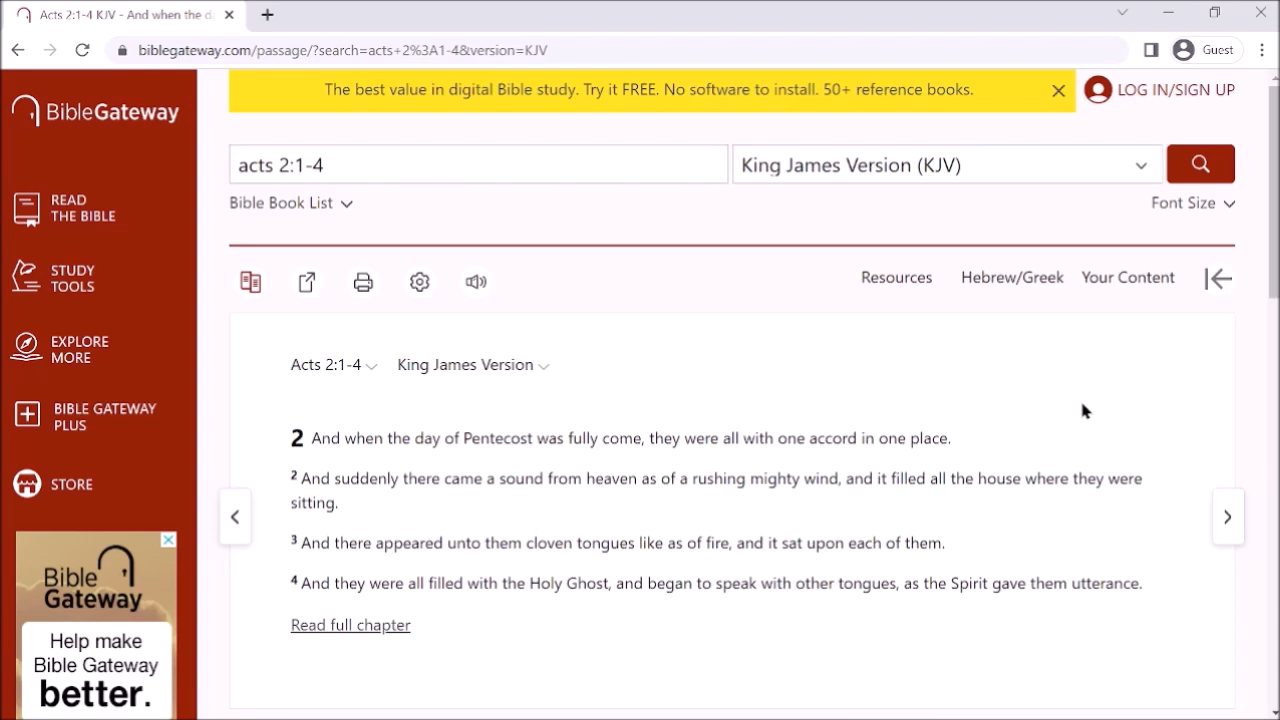 Acts 2:1-4 KJV - And when the d
biblegateway.com/passage/?search=acts+2%3A1-4&version=KJV
Guest
BibleGateway
The best value in digital Bible study. Try it FREE. No software to install. 50+ reference books.
LOG IN/SIGN UP
acts 2:1-4
King James Version (KJV)
Bible Book List
Font Size
READ
THE BIBLE
STUDY
TOOLS
EXPLORE
MORE
BIBLE GATEWAY
PLUS
STORE
Resources
Hebrew/Greek
Your Content
Acts 2:1-4
King James Version
2 And when the day of Pentecost was fully come, they were all with one accord in one place.
2 And suddenly there came a sound from heaven as of a rushing mighty wind, and it filled all the house where they were
sitting.
3 And there appeared unto them cloven tongues like as of fire, and it sat upon each of them.
4 And they were all filled with the Holy Ghost, and began to speak with other tongues, as the Spirit gave them utterance.
Read full chapter
Bible
Gateway
Help make
Bible Gateway
better.